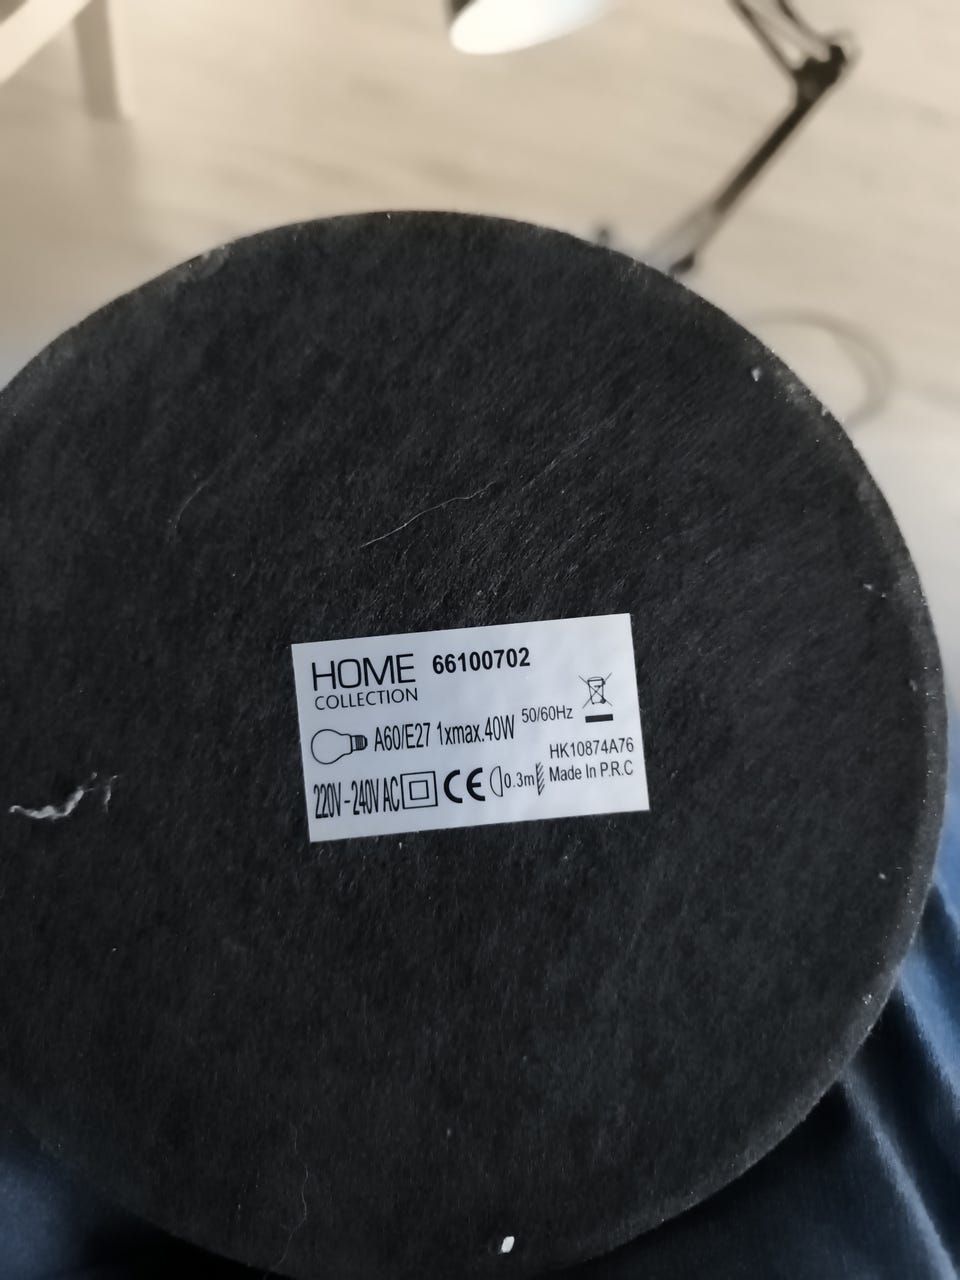 HOME 66100702
COLLECTION
A60/E27 1xmax.40W 50/60Hz
HK10874A76
220V-240V AC CE 0.3m Made In P.R.C